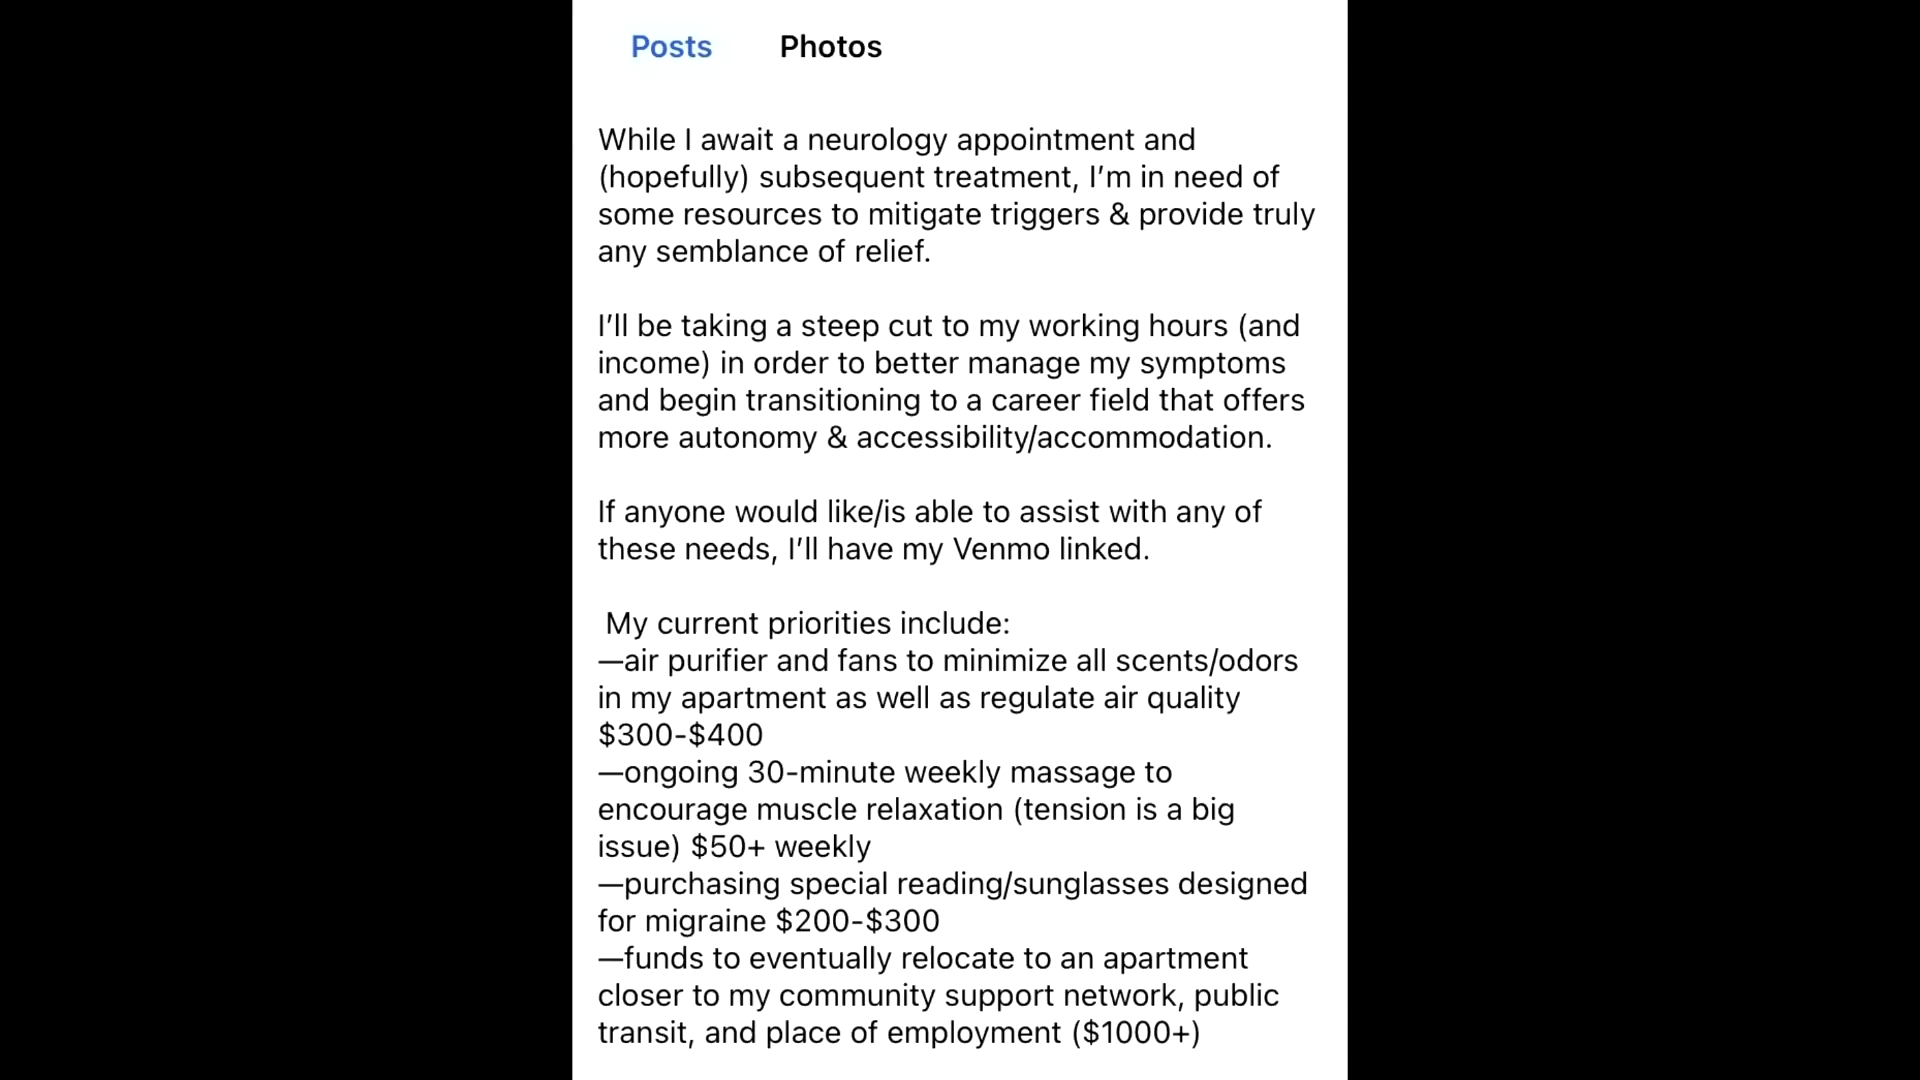 Posts Photos
While I await a neurology appointment and
(hopefully) subsequent treatment, I’m in need of
some resources to mitigate triggers & provide truly
any semblance of relief.
I’ll be taking a steep cut to my working hours (and
income) in order to better manage my symptoms
and begin transitioning to a career field that offers
more autonomy & accessibility/accommodation.
If anyone would like/is able to assist with any of
these needs, I’ll have my Venmo linked.
My current priorities include:
—air purifier and fans to minimize all scents/odors
in my apartment as well as regulate air quality
$300-$400
—ongoing 30-minute weekly massage to
encourage muscle relaxation (tension is a big
issue) $50+ weekly
—purchasing special reading/sunglasses designed
for migraine $200-$300
—funds to eventually relocate to an apartment
closer to my community support network, public
transit, and place of employment ($1000+)